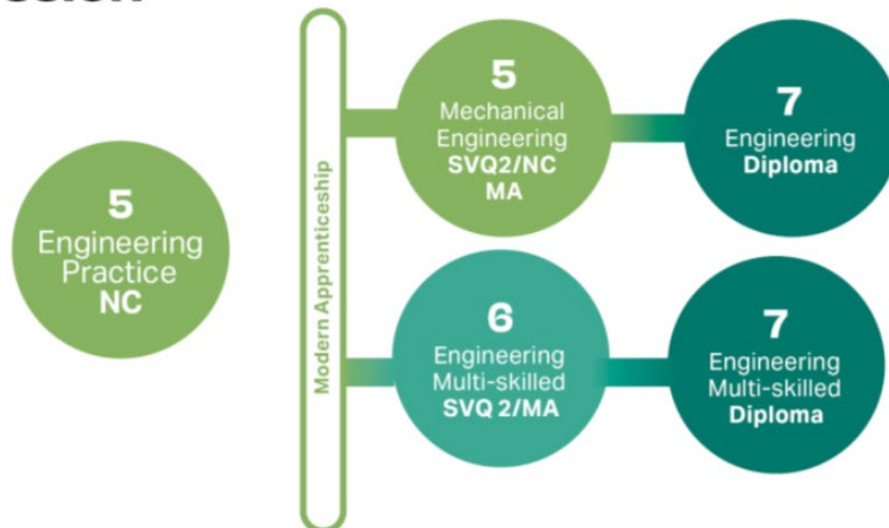 5
Engineering
Practice
NC
Modern Apprenticeship
5
Mechanical
Engineering
SVQ2/NC
MA
7
Engineering
Diploma
6
Engineering
Multi-skilled
SVQ 2/MA
7
Engineering
Multi-skilled
Diploma